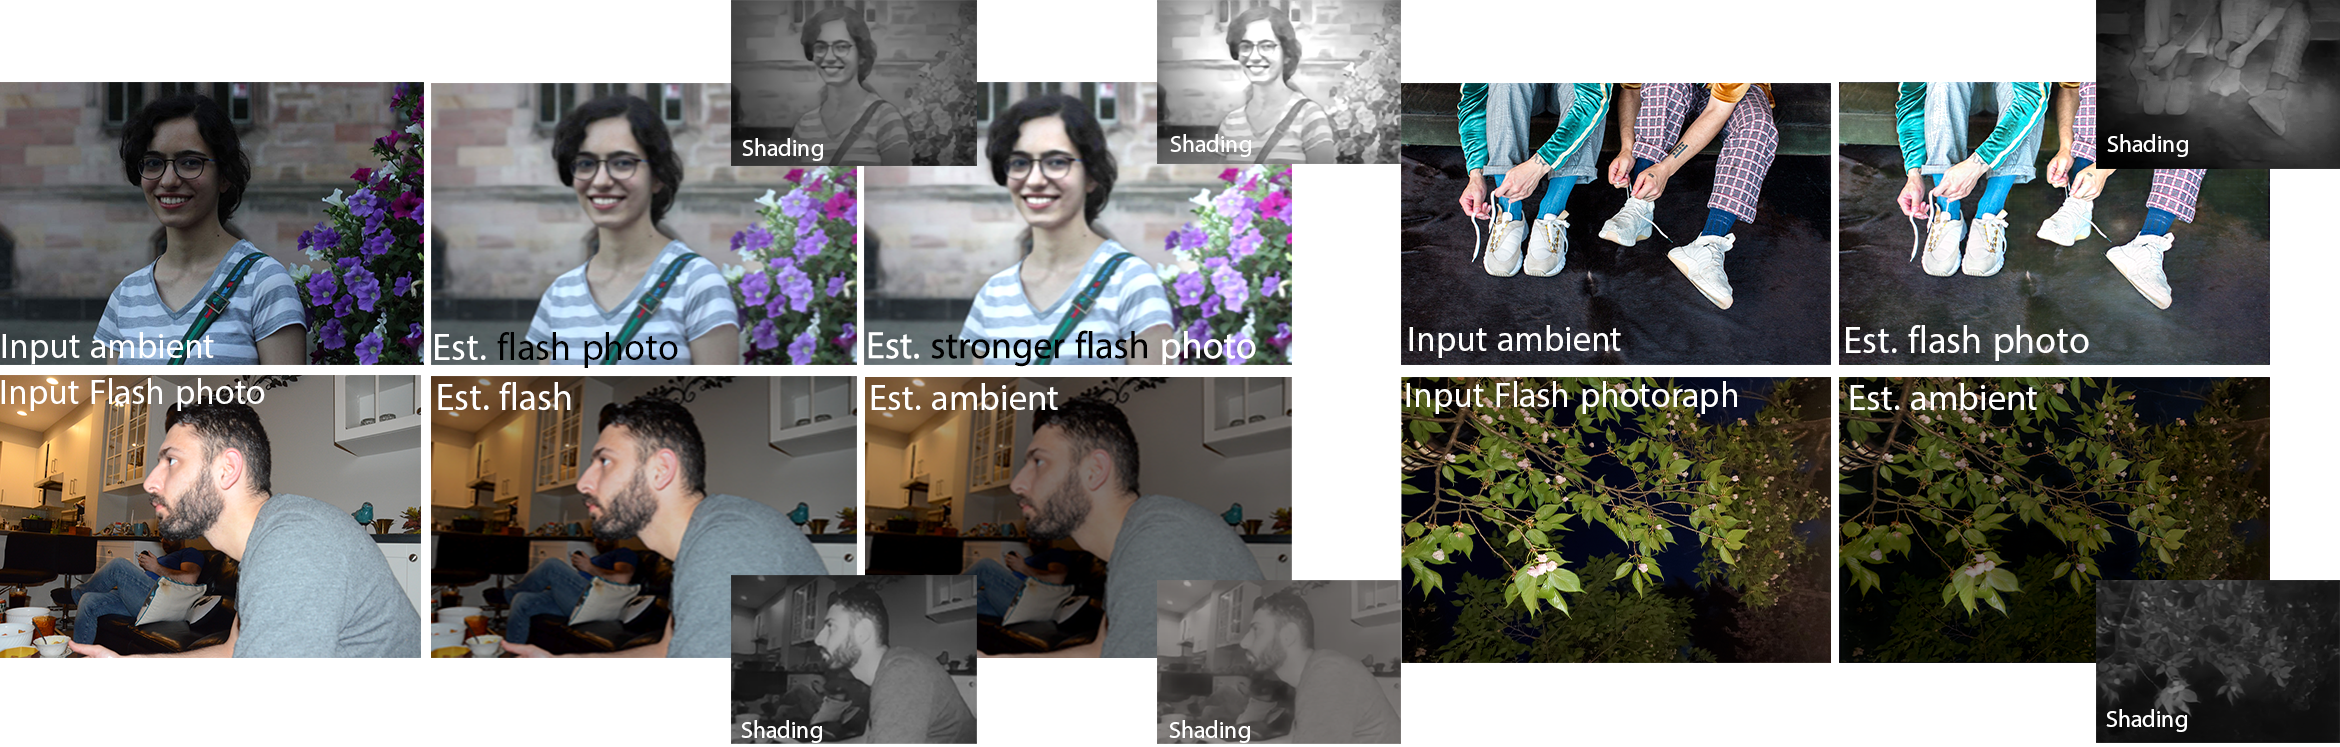 Shading
Shading
Shading
Input ambient
Est. flash photo
Est. stronger flash photo
Input ambient
Est. flash photo
Input Flash photo
Est. flash
Est. ambient
Input Flash photoraph
Est. ambient
Shading
Shading
Shading